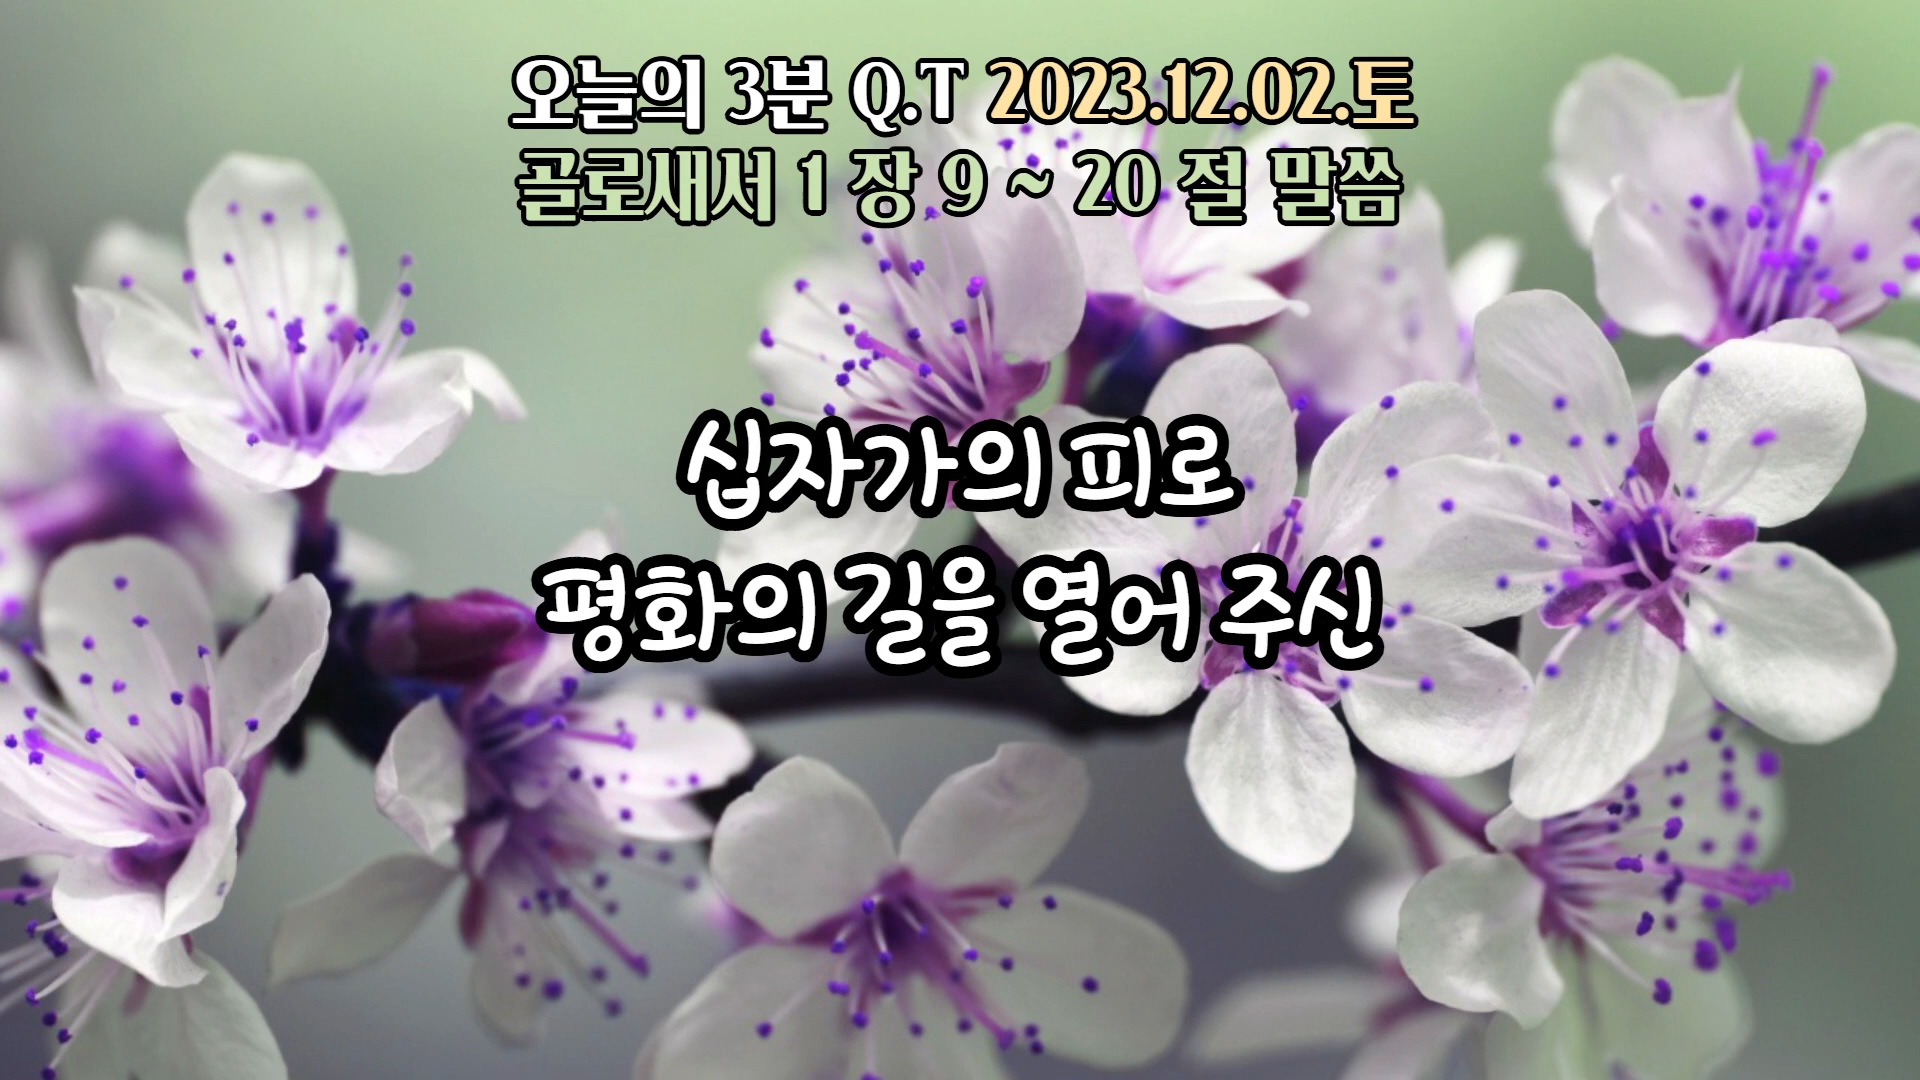 오늘의 3분 Q.T 2023.12.02.토
골로새서 1 장 9 ~ 20 절 말씀
십자가의 피로
평화의 길을 열어 주신